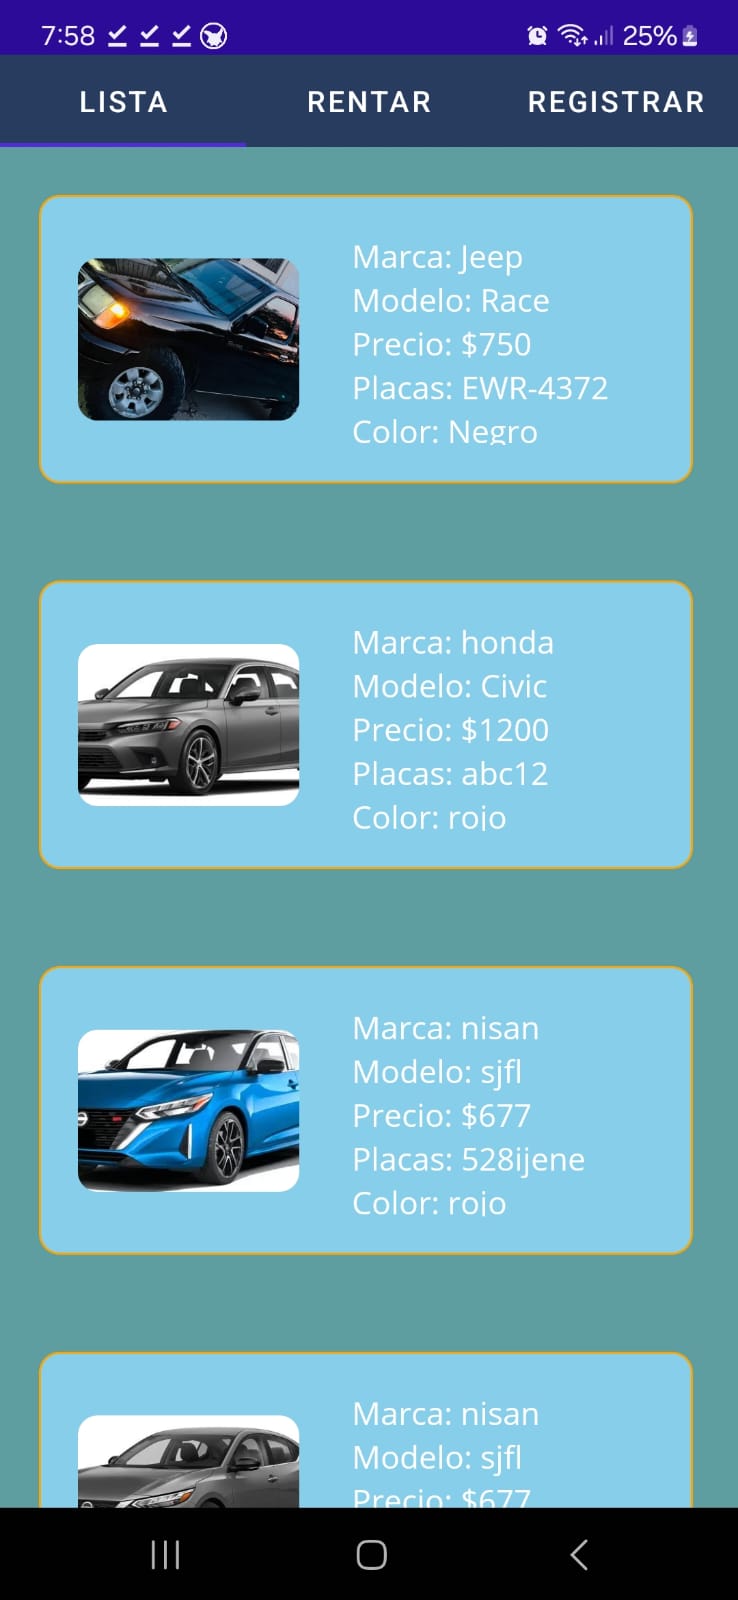 7:58 25%
LISTA RENTAR REGISTRAR
Marca: Jeep
Modelo: Race
Precio: $750
Placas: EWR-4372
Color: Negro
Marca: honda
Modelo: Civic
Precio: $1200
Placas: abc12
Color: rojo
Marca: nisan
Modelo: sjfl
Precio: $677
Placas: 528ijene
Color: rojo
Marca: nisan
Modelo: sjfl
Precio: $677